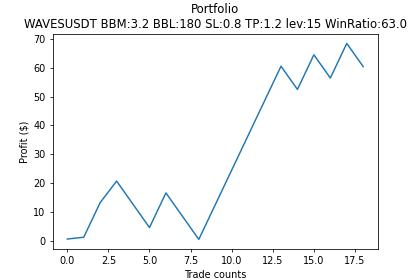 Portfolio
WAVESUSDT BBM:3.2 BBL:180 SL:0.8 TP:1.2 lev:15 WinRatio:63.0
70
60
50
40
30
20
10
0
Profit ($)
0.0 2.5 5.0 7.5 10.0 12.5 15.0 17.5
Trade counts